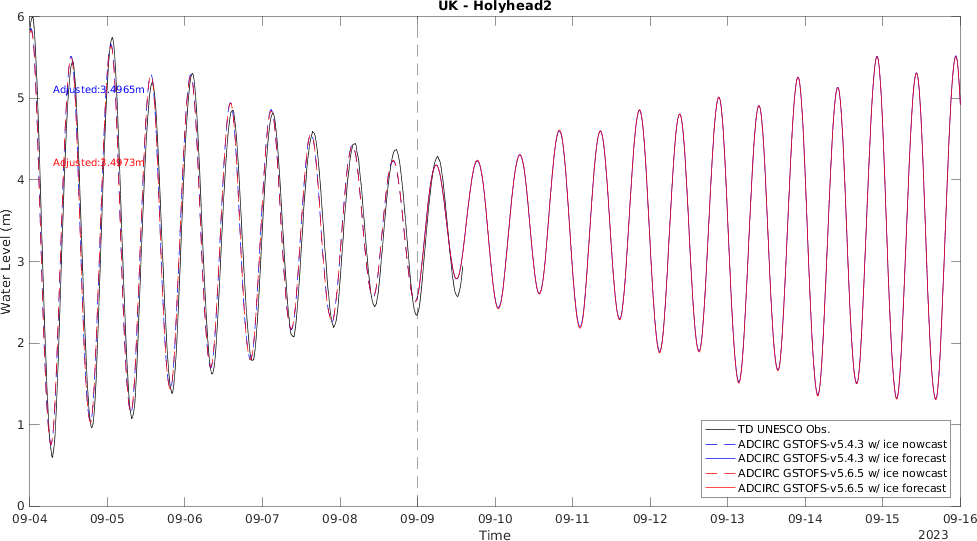 UK - Holyhead2
6
5
4
3
2
1
0
Water Level (m)
Adjusted:3.4965m
Adjusted:3.4973m
TD UNESCO Obs.
ADCIRC GSTOFS-v5.4.3 w/ ice nowcast
ADCIRC GSTOFS-v5.4.3 w/ ice forecast
ADCIRC GSTOFS-v5.6.5 w/ ice nowcast
ADCIRC GSTOFS-v5.6.5 w/ ice forecast
09-04 09-05 09-06 09-07 09-08 09-09 09-10 09-11 09-12 09-13 09-14 09-15 09-16
Time
2023